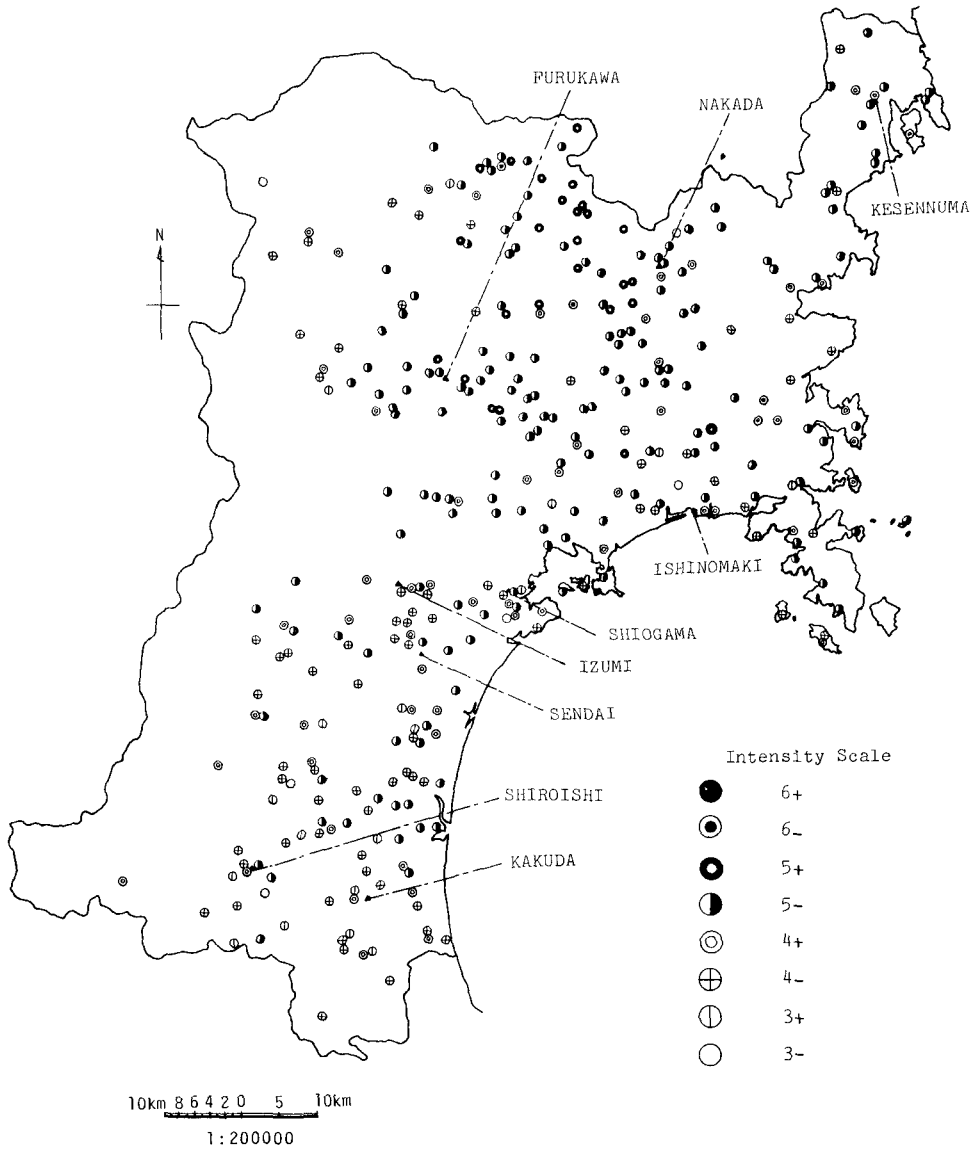 FURUKAWA
NAKADA
KESENNUMA
N
ISHINOMAKI
SHIOGAMA
IZUMI
SENDAI
SHIROISHI
KAKUDA
Intensity Scale
6+
6-
5+
5-
4+
4-
3+
3-
10km 8 6 4 2 0 5 10km
1:200000